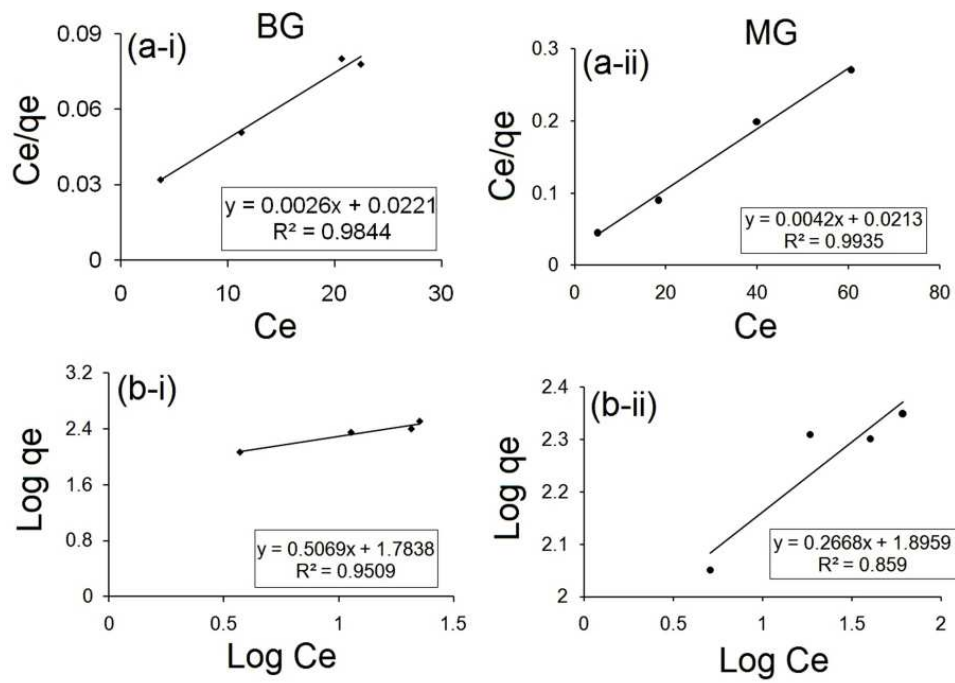 BG
(a-i)
0.09
0.06
0.03
0
Ce/qe
y = 0.0026x + 0.0221
R² = 0.9844
0
10
20
30
Ce
MG
(a-ii)
0.3
0.2
0.1
0
Ce/qe
y = 0.0042x + 0.0213
R² = 0.9935
0
20
40
60
80
Ce
(b-i)
3.2
2.4
1.6
0.8
0
Log qe
y = 0.5069x + 1.7838
R² = 0.9509
0
0.5
1
1.5
Log Ce
(b-ii)
2.4
2.3
2.2
2.1
2
Log qe
y = 0.2668x + 1.8959
R² = 0.859
0
0.5
1
1.5
2
Log Ce